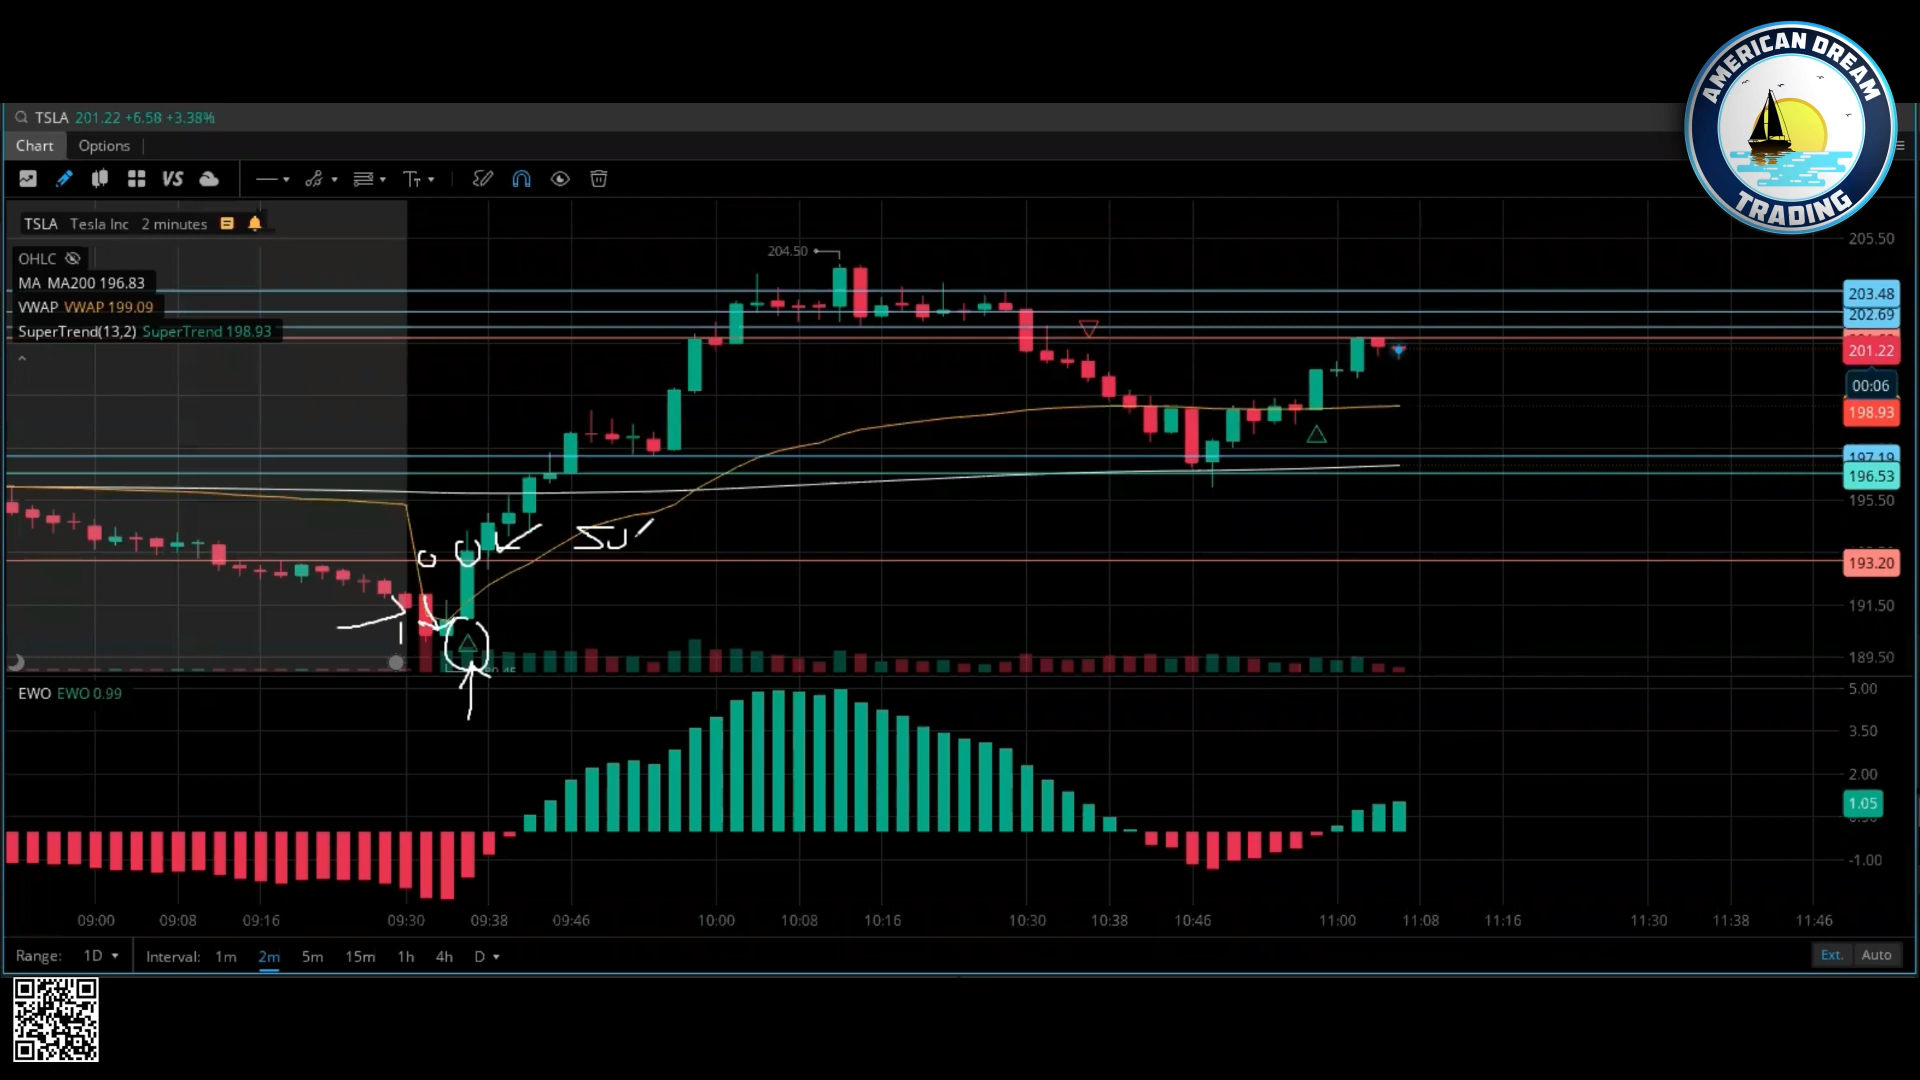 AMERICAN DREAM
TRADING
TSLA 201.22 +6.58 +3.38%
Chart Options
VS
TSLA Tesla Inc 2 minutes
OHLC
MA MA200 196.83
VWAP VWAP 199.09
SuperTrend(13,2) SuperTrend 198.93
204.50
205.50
203.48
202.69
201.22
00:06
198.93
197.19
196.53
195.50
193.20
191.50
189.50
EWO EWO 0.99
5.00
3.50
2.00
1.05
-1.00
09:00 09:08 09:16 09:30 09:38 09:46 10:00 10:08 10:16 10:30 10:38 10:46 11:00 11:08 11:16 11:30 11:38 11:46
Range: 1D Interval: 1m 2m 5m 15m 1h 4h D Ext. Auto